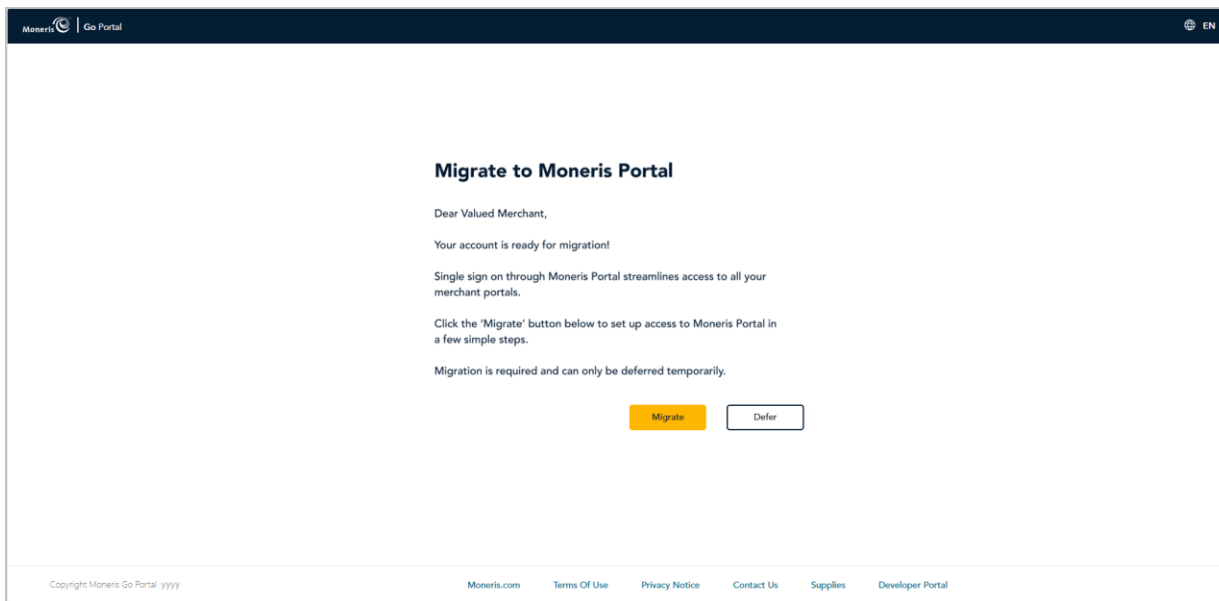 Moneris Go Portal
EN
Migrate to Moneris Portal
Dear Valued Merchant,
Your account is ready for migration!
Single sign on through Moneris Portal streamlines access to all your
merchant portals.
Click the ‘Migrate’ button below to set up access to Moneris Portal in
a few simple steps.
Migration is required and can only be deferred temporarily.
Migrate Defer
Copyright Moneris Go Portal yyyy Moneris.com Terms Of Use Privacy Notice Contact Us Supplies Developer Portal